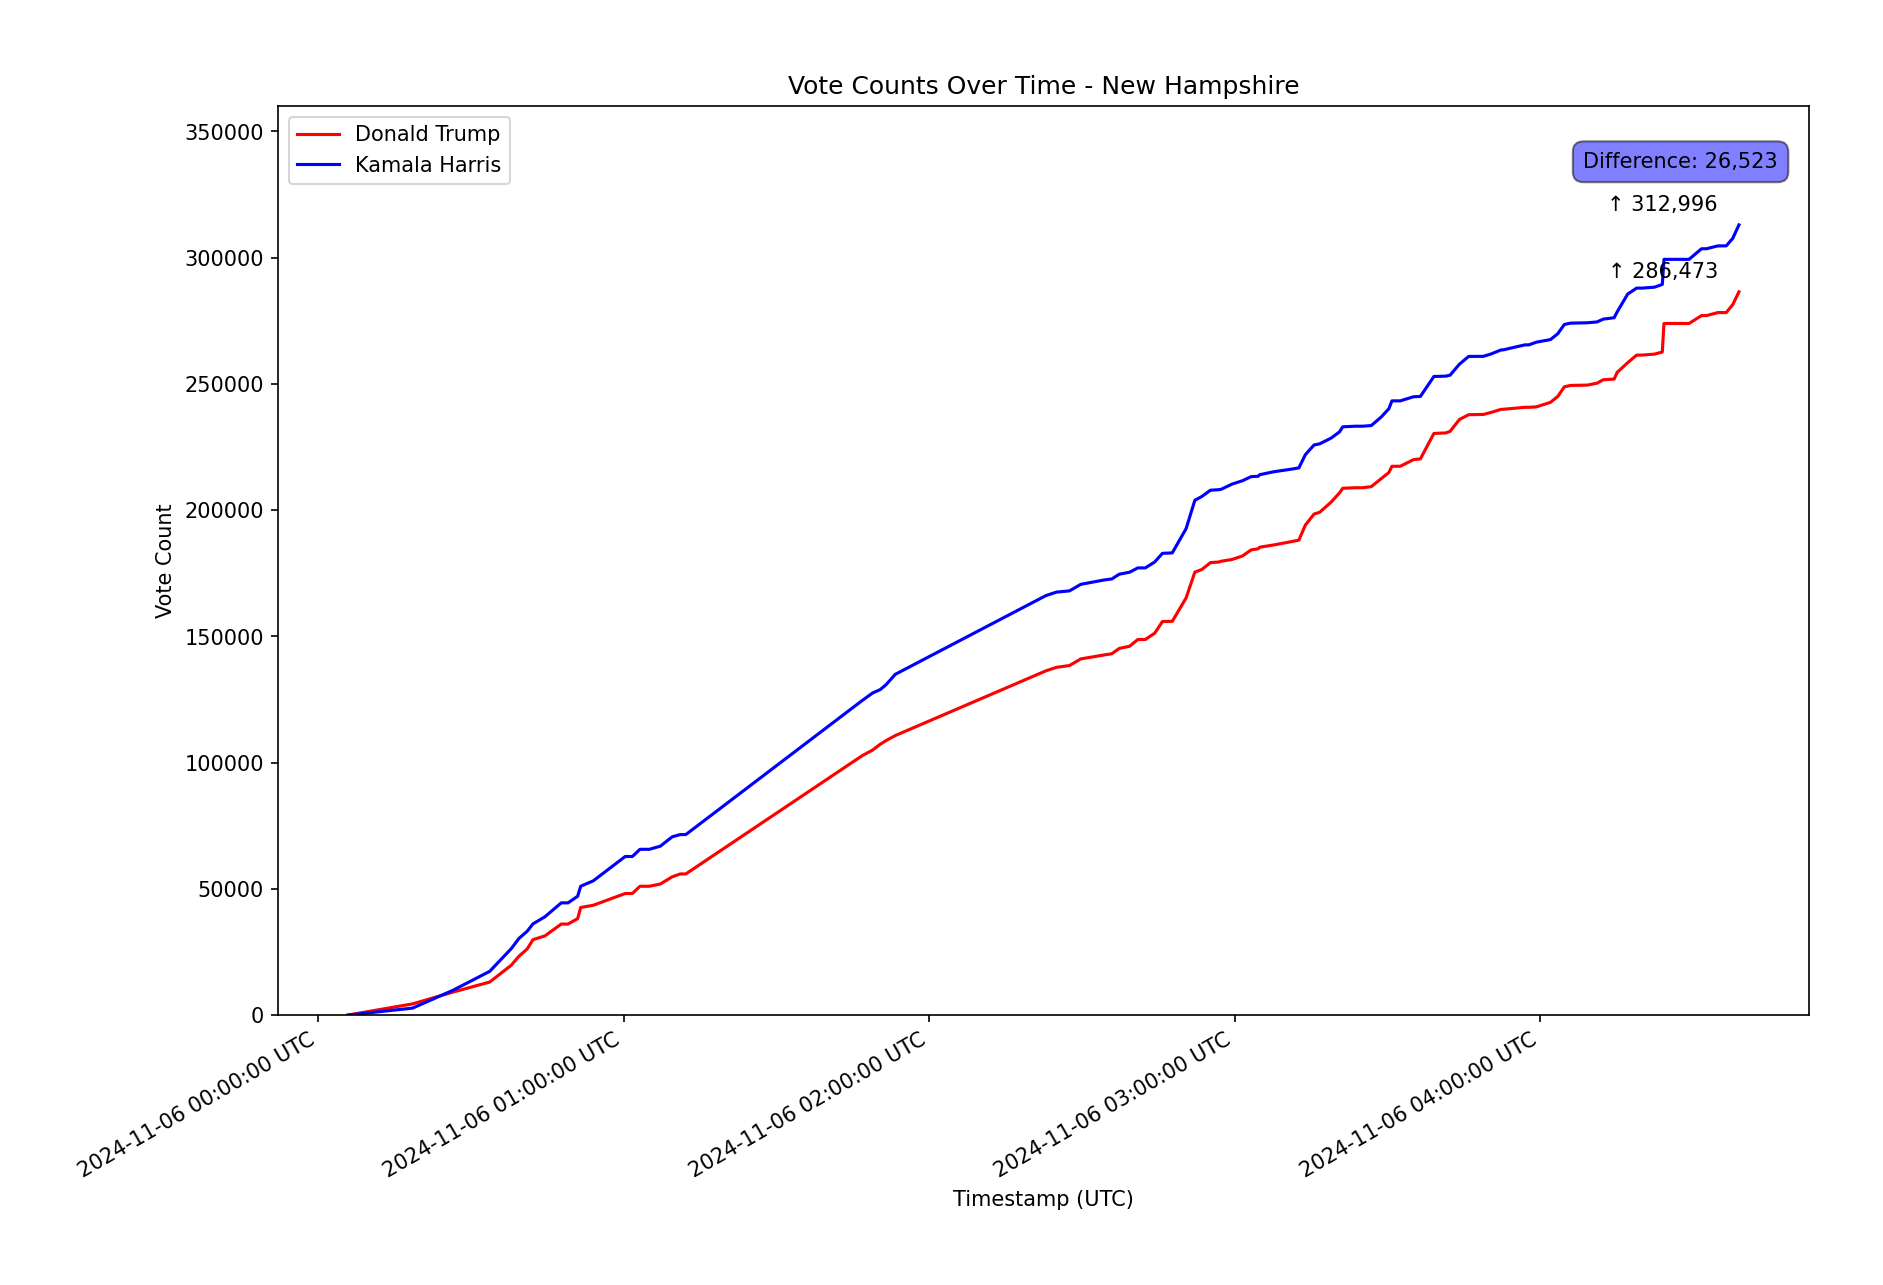 Vote Counts Over Time - New Hampshire
Donald Trump
Kamala Harris
Difference: 26,523
↑ 312,996
↑ 286,473
Vote Count
350000
300000
250000
200000
150000
100000
50000
0
2024-11-06 00:00:00 UTC
2024-11-06 01:00:00 UTC
2024-11-06 02:00:00 UTC
2024-11-06 03:00:00 UTC
2024-11-06 04:00:00 UTC
Timestamp (UTC)